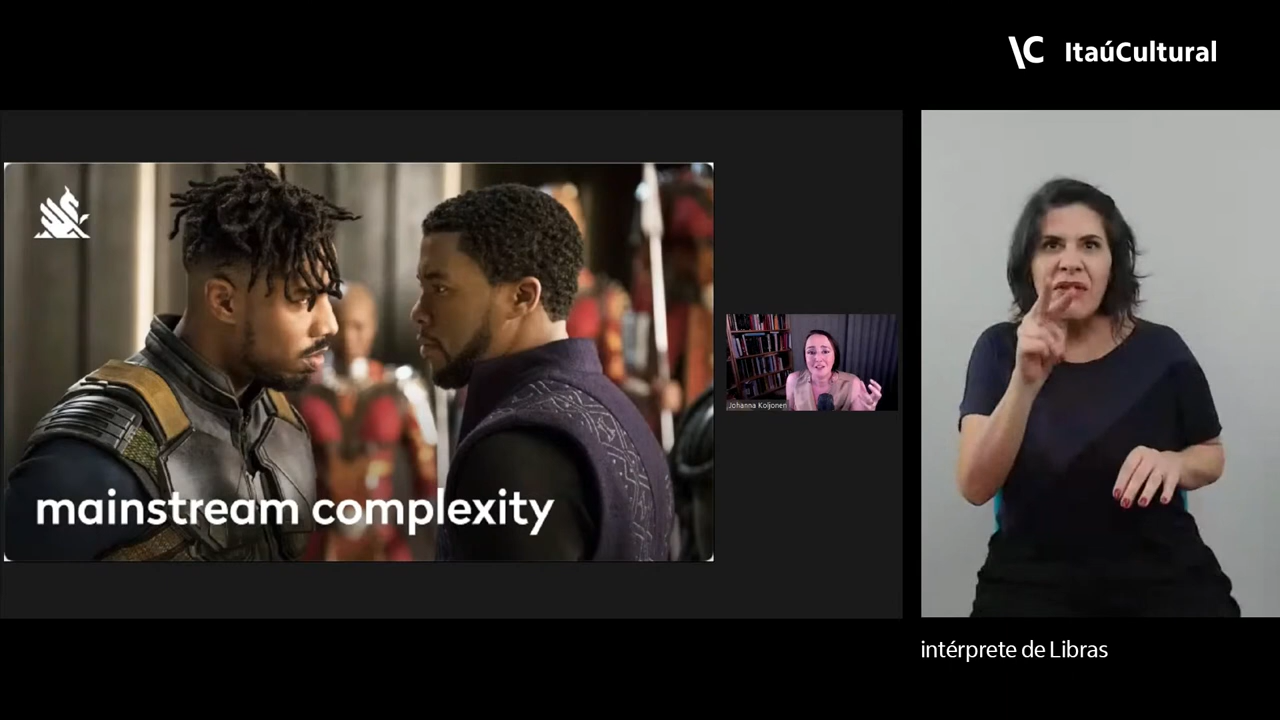 ItaúCultural
mainstream complexity
Johanna Koljonen
intérprete de Libras